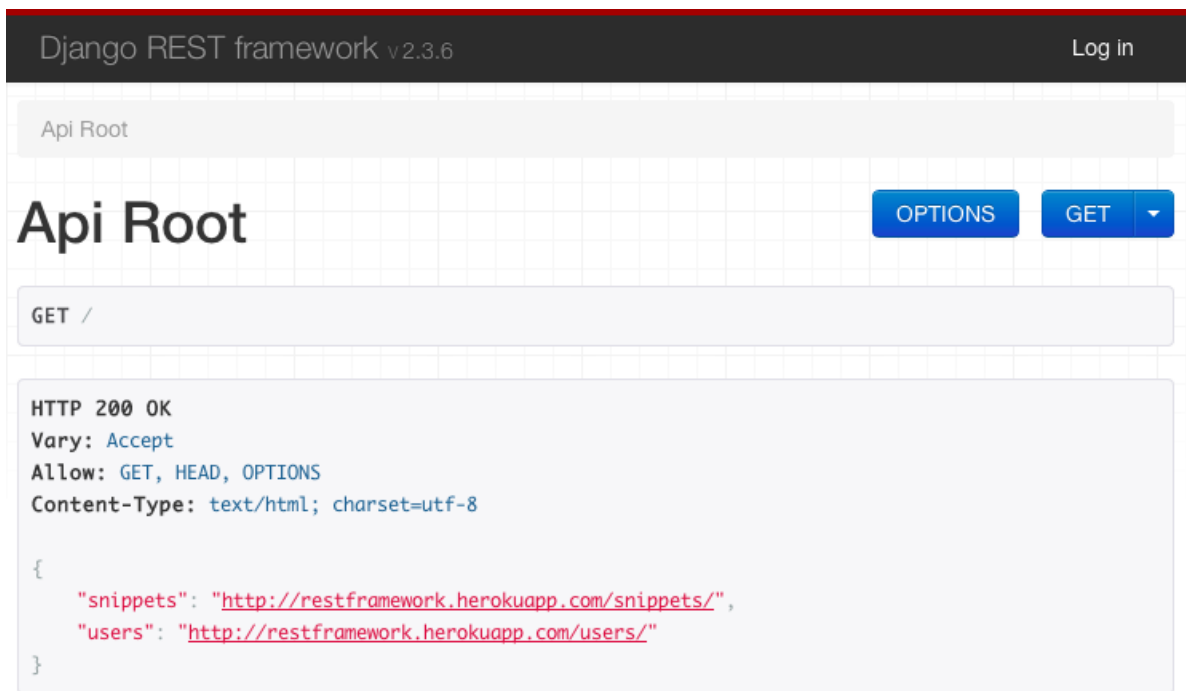 Django REST framework v 2.3.6
Log in
Api Root
Api Root
OPTIONS
GET
GET /
HTTP 200 OK
Vary: Accept
Allow: GET, HEAD, OPTIONS
Content-Type: text/html; charset=utf-8
{
    "snippets": "http://restframework.herokuapp.com/snippets/",
    "users": "http://restframework.herokuapp.com/users/"
}